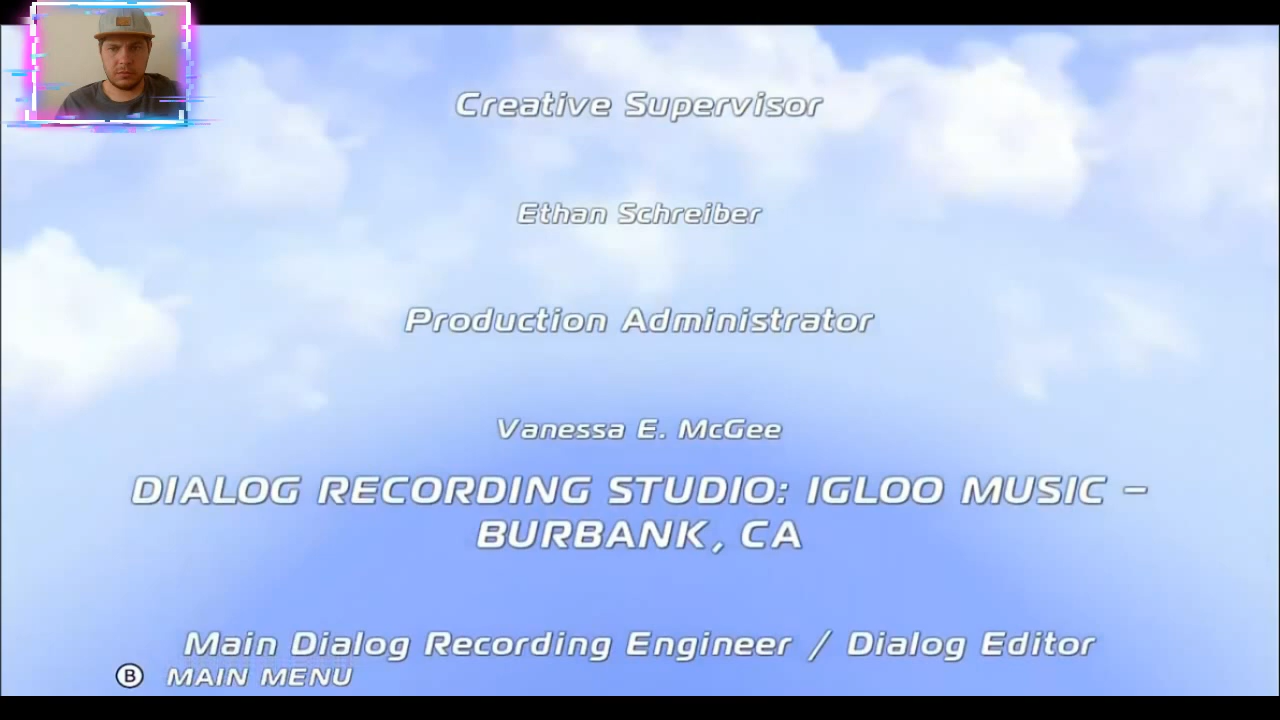 Creative Supervisor
Ethan Schreiber
Production Administrator
Vanessa E. McGee
DIALOG RECORDING STUDIO: IGLOO MUSIC –
BURBANK, CA
Main Dialog Recording Engineer / Dialog Editor
B MAIN MENU